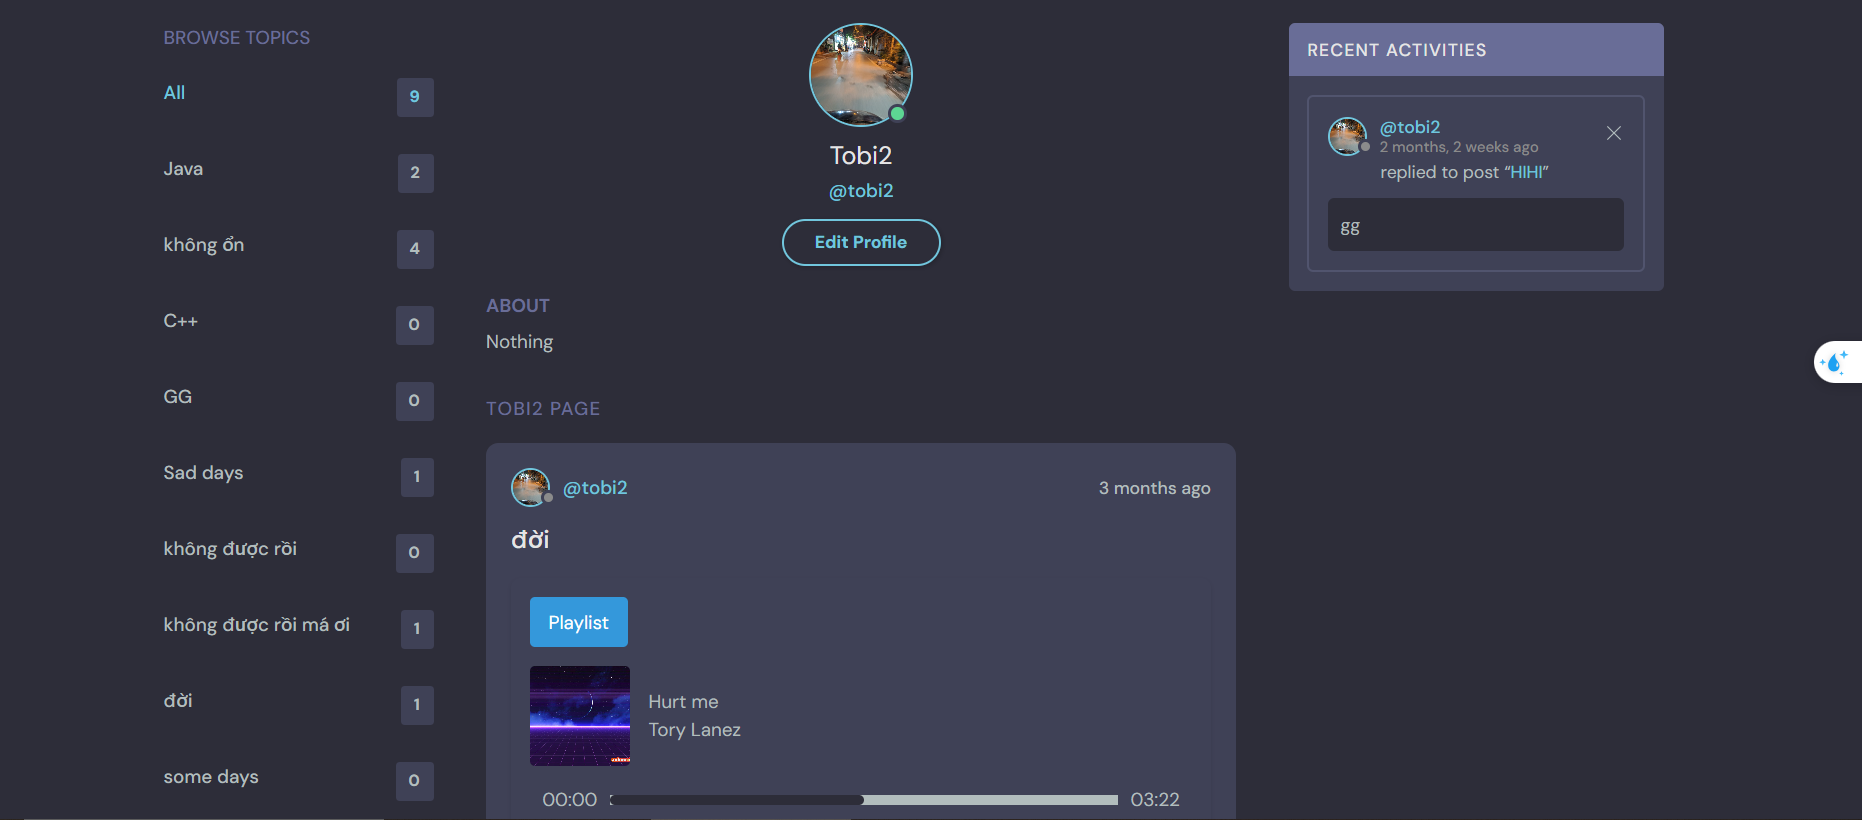 BROWSE TOPICS
All
9
Java
2
không ổn
4
C++
0
GG
0
Sad days
1
không được rồi
0
không được rồi má ơi
1
đời
1
some days
0
Tobi2
@tobi2
Edit Profile
ABOUT
Nothing
TOBI2 PAGE
@tobi2
3 months ago
đời
Playlist
Hurt me
Tory Lanez
00:00
03:22
RECENT ACTIVITIES
@tobi2
2 months, 2 weeks ago
replied to post “HIHI”
gg